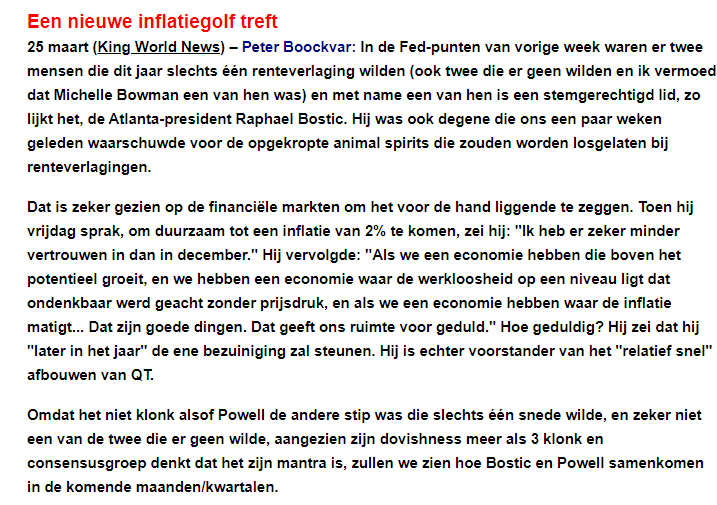 Een nieuwe inflatiegolf treft
25 maart (King World News) – Peter Boockvar: In de Fed-punten van vorige week waren er twee
mensen die dit jaar slechts één renteverlaging wilden (ook twee die er geen wilden en ik vermoed
dat Michelle Bowman een van hen was) en met name een van hen is een stemgerechtigd lid, zo
lijkt het, de Atlanta-president Raphael Bostic. Hij was ook degene die ons een paar weken
geleden waarschuwde voor de opgekropte animal spirits die zouden worden losgelaten bij
renteverlagingen.
Dat is zeker gezien op de financiële markten om het voor de hand liggende te zeggen. Toen hij
vrijdag sprak, om duurzaam tot een inflatie van 2% te komen, zei hij: "Ik heb er zeker minder
vertrouwen in dan in december." Hij vervolgde: "Als we een economie hebben die boven het
potentieel groeit, en we hebben een economie waar de werkloosheid op een niveau ligt dat
ondenkbaar werd geacht zonder prijsdruk, en als we een economie hebben waar de inflatie
matigt... Dat zijn goede dingen. Dat geeft ons ruimte voor geduld." Hoe geduldig? Hij zei dat hij
"later in het jaar" de ene bezuiniging zal steunen. Hij is echter voorstander van het "relatief snel"
afbouwen van QT.
Omdat het niet klonk alsof Powell de andere stip was die slechts één snede wilde, en zeker niet
een van de twee die er geen wilde, aangezien zijn dovishness meer als 3 klonk en
consensusgroep denkt dat het zijn mantra is, zullen we zien hoe Bostic en Powell samenkomen
in de komende maanden/kwartalen.